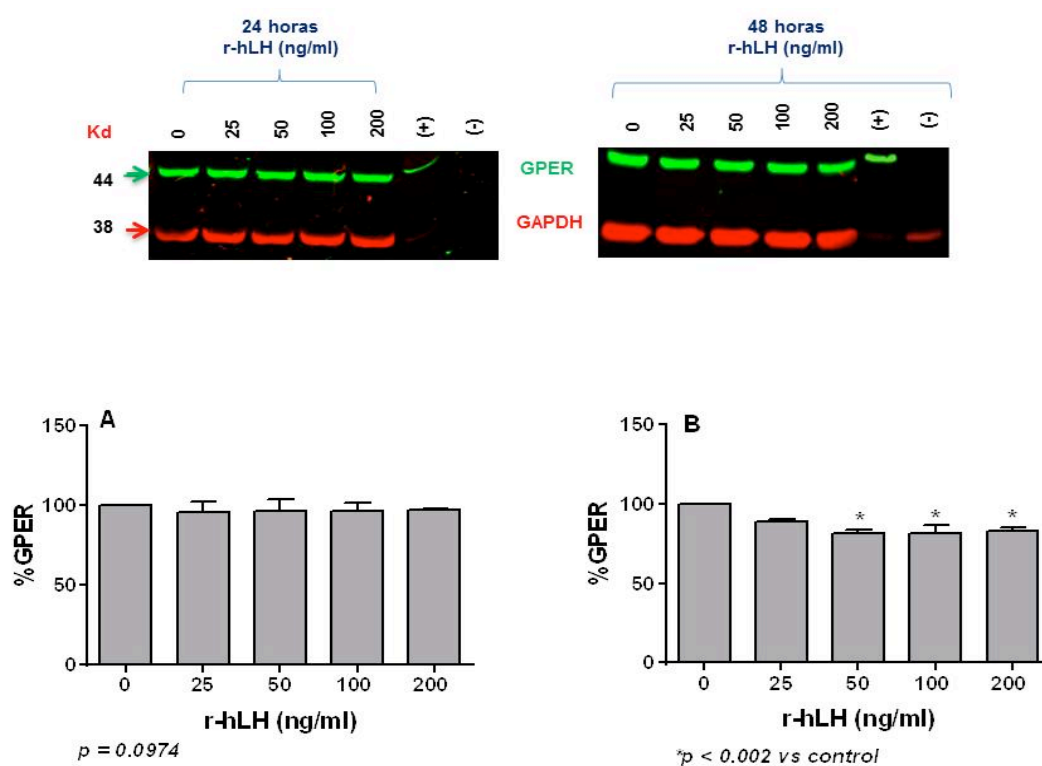 24 horas
r-hLH (ng/ml)
48 horas
r-hLH (ng/ml)
Kd
0 25 50 100 200 (+) (-)
0 25 50 100 200 (+) (-)
44
GPER
38
GAPDH
A
%GPER
150
100
50
0
0 25 50 100 200
r-hLH (ng/ml)
p = 0.0974
B
%GPER
150
100
50
0
* * *
0 25 50 100 200
r-hLH (ng/ml)
*p < 0.002 vs control